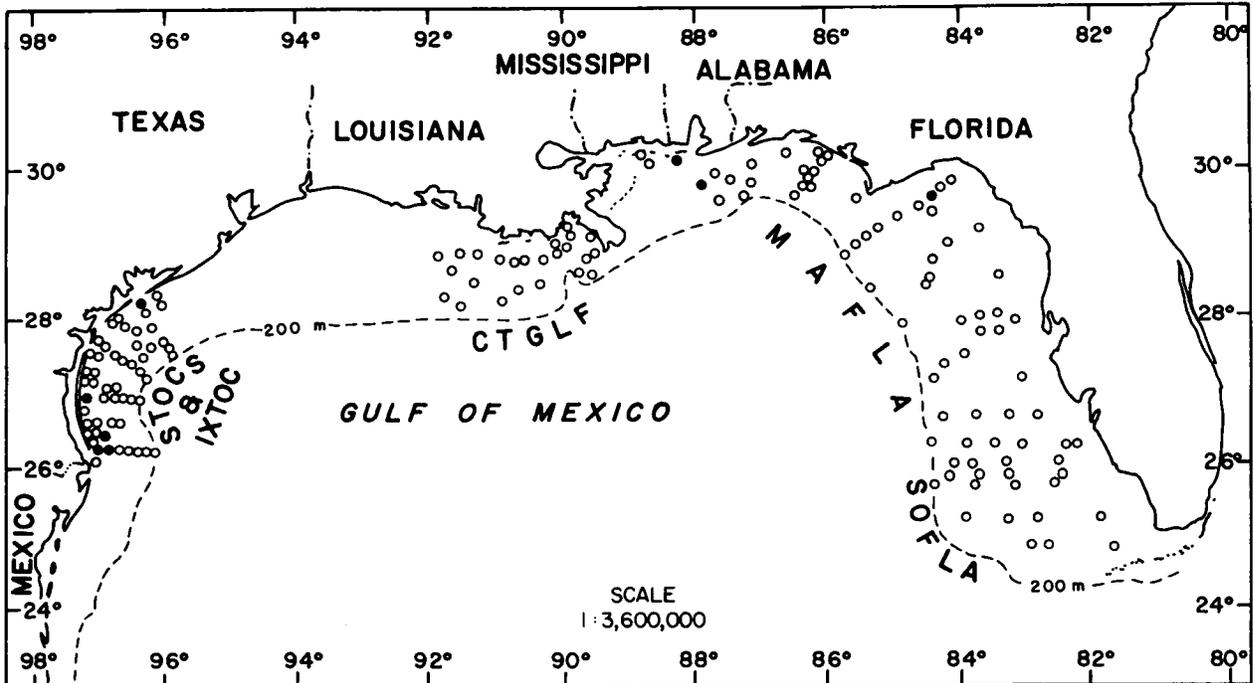 98° 96° 94° 92° 90° 88° 86° 84° 82° 80°
MISSISSIPPI ALABAMA
TEXAS LOUISIANA FLORIDA
30° 30°
MAFLA
28° 28°
200 m
CTGLF
STOCS
&
IXTOC
GULF OF MEXICO
26° 26°
SOFLA
MEXICO
200 m
SCALE
1:3,600,000
24° 24°
98° 96° 94° 92° 90° 88° 86° 84° 82° 80°